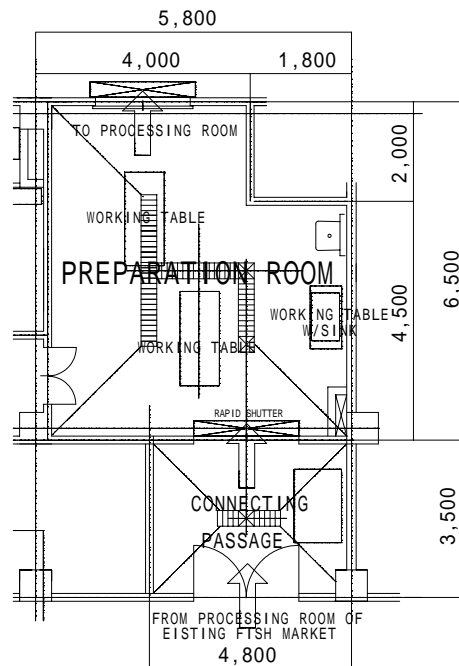 5,800
4,000
1,800
TO PROCESSING ROOM
2,000
WORKING TABLE
PREPARATION ROOM
6,500
4,500
WORKING TABLE
W/SINK
WORKING TABLE
RAPID SHUTTER
CONNECTING
PASSAGE
3,500
FROM PROCESSING ROOM OF
EISTING FISH MARKET
4,800